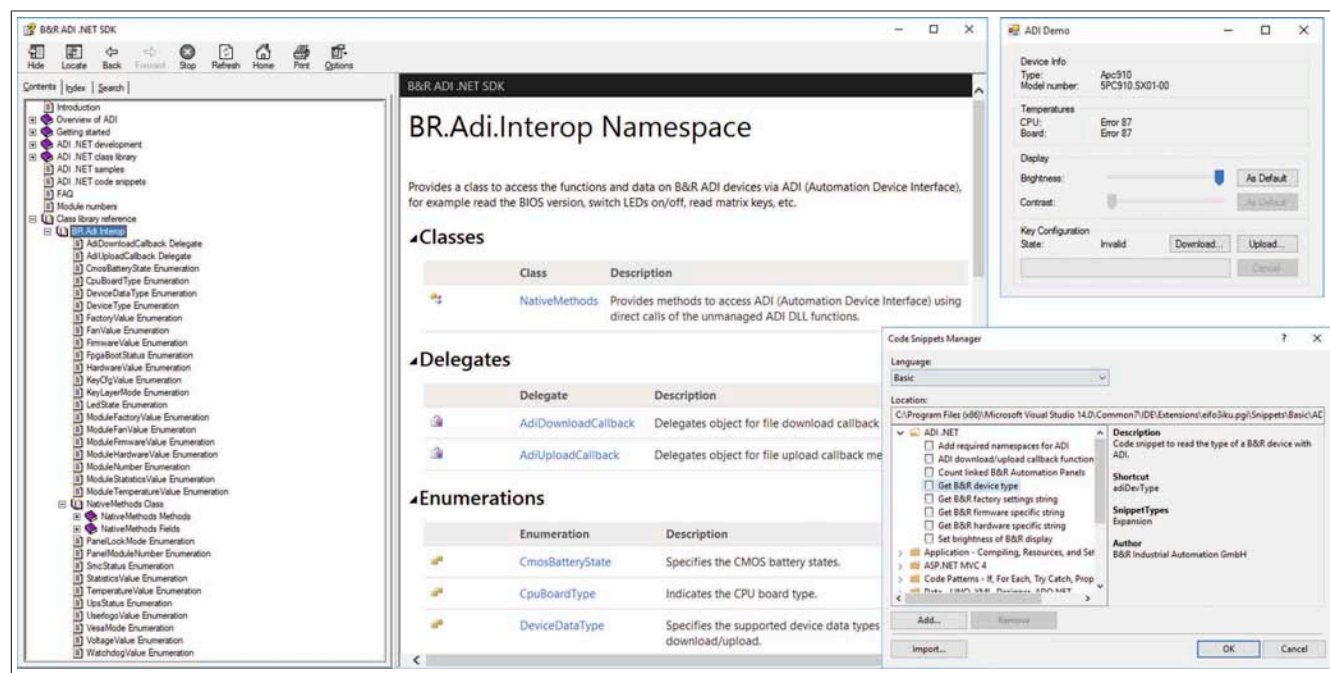 B&R ADI .NET SDK
Hide Locate Back Forward Stop Refresh Home Print Options
Contents Index Search
Introduction
Overview of ADI
Getting started
ADI .NET development
ADI .NET class library
ADI .NET samples
ADI .NET code snippets
FAQ
Module numbers
Class library reference
BR.Adi.Interop
AdiDownloadCallback Delegate
AdiUploadCallback Delegate
CmosBatteryState Enumeration
CpuBoardType Enumeration
DeviceDataType Enumeration
DeviceType Enumeration
FactoryValue Enumeration
FanValue Enumeration
FirmwareValue Enumeration
FpgaBootStatus Enumeration
HardwareValue Enumeration
KeyCfgValue Enumeration
KeyLayerMode Enumeration
LedState Enumeration
ModuleFactoryValue Enumeration
ModuleFanValue Enumeration
ModuleFirmwareValue Enumeration
ModuleHardwareValue Enumeration
ModuleNumber Enumeration
ModuleStatisticsValue Enumeration
ModuleTemperatureValue Enumeration
NativeMethods Class
NativeMethods Methods
NativeMethods Fields
PanelLockMode Enumeration
PanelModuleNumber Enumeration
SmcStatus Enumeration
StatisticsValue Enumeration
TemperatureValue Enumeration
UpsStatus Enumeration
UserlogoValue Enumeration
VesaMode Enumeration
VoltageValue Enumeration
WatchdogValue Enumeration
B&R ADI .NET SDK
BR.Adi.Interop Namespace
Provides a class to access the functions and data on B&R ADI devices via ADI (Automation Device Interface),
for example read the BIOS version, switch LEDs on/off, read matrix keys, etc.
Classes
Class Description
NativeMethods Provides methods to access ADI (Automation Device Interface) using
direct calls of the unmanaged ADI DLL functions.
Delegates
Delegate Description
AdiDownloadCallback Delegates object for file download callback
AdiUploadCallback Delegates object for file upload callback me
Enumerations
Enumeration Description
CmosBatteryState Specifies the CMOS battery states.
CpuBoardType Indicates the CPU board type.
DeviceDataType Specifies the supported device data types
download/upload.
ADI Demo
Device Info
Type: Apc910
Model number: 5PC910.SX01-00
Temperatures
CPU: Error 87
Board: Error 87
Display
Brightness: As Default
Contrast: As Default
Key Configuration
State: Invalid Download... Upload...
Cancel
Code Snippets Manager
Language:
Basic
Location:
C:\Program Files (x86)\Microsoft Visual Studio 14.0\Common7\IDE\Extensions\eifo3iku.pgi\Snippets\Basic\AD
ADI .NET
Add required namespaces for ADI
ADI download/upload callback function
Count linked B&R Automation Panels
Get B&R device type
Get B&R factory settings string
Get B&R firmware specific string
Get B&R hardware specific string
Set brightness of B&R display
Application - Compiling, Resources, and Set
ASP.NET MVC 4
Code Patterns - If, For Each, Try Catch, Prop
Data - LINQ, XML, Designer, ADO.NET
Description
Code snippet to read the type of a B&R device with
ADI.
Shortcut
adiDevType
SnippetTypes
Expansion
Author
B&R Industrial Automation GmbH
Add... Remove
Import... OK Cancel